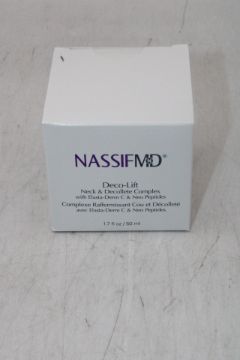 NASSIFMD®
Deco-Lift
Neck & Decollete Complex
with Elasta-Derm C & Neo Peptides
Complexe Raffermissant Cou et Décolleté
avec Elasta-Derm C & Neo Peptides
1.7 fl oz / 50 ml